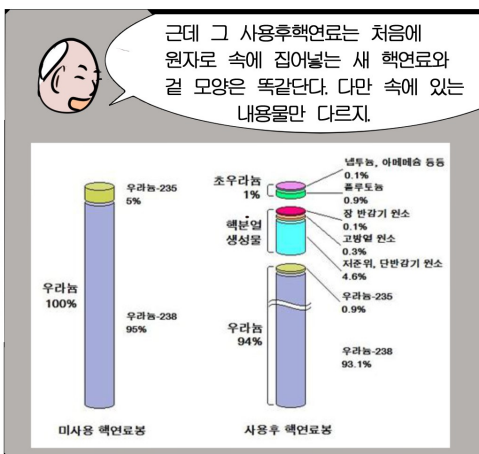 근데 그 사용후핵연료는 처음에
원자로 속에 집어넣는 새 핵연료와
겉 모양은 똑같단다. 다만 속에 있는
내용물만 다르지.
우라늄-235
5%
우라늄
100%
우라늄-238
95%
미사용 핵연료봉
초우라늄
1%
넵투늄, 아메메슘 등등
0.1%
플루토늄
0.9%
핵분열
생성물
장 반감기 원소
0.1%
고방열 원소
0.3%
저준위, 단반감기 원소
4.6%
우라늄
94%
우라늄-235
0.9%
우라늄-238
93.1%
사용후 핵연료봉